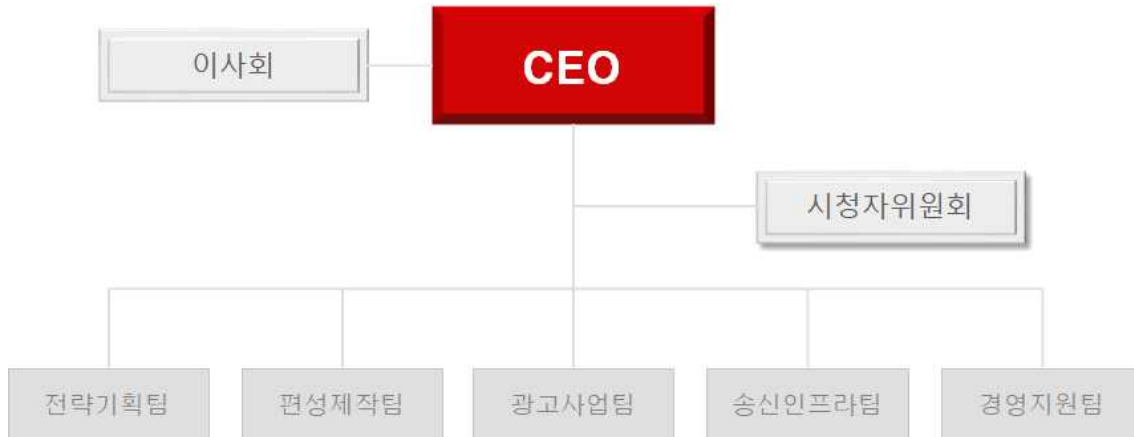 이사회
CEO
시청자위원회
전략기획팀
편성제작팀
광고사업팀
송신인프라팀
경영지원팀